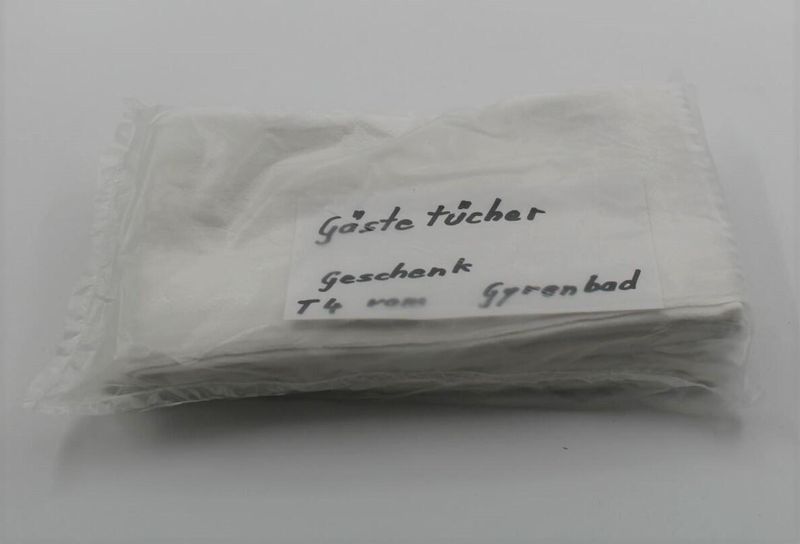 Gäste tücher
Geschenk
T4 vom Gyrenbad